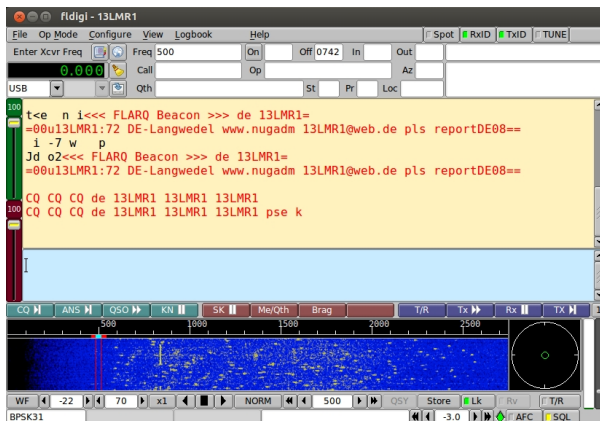 fldigi - 13LMR1
File Op Mode Configure View Logbook Help Spot RxID TxID TUNE
Enter Xcvr Freq Freq 500 On Off 0742 In Out
0.000 Call Op Az
USB Qth St Pr Loc
100
t<e n i<<< FLARQ Beacon >>> de 13LMR1=
=00u13LMR1:72 DE-Langwedel www.nugadm 13LMR1@web.de pls reportDE08==
i -7 w p
Jd o2<<< FLARQ Beacon >>> de 13LMR1=
=00u13LMR1:72 DE-Langwedel www.nugadm 13LMR1@web.de pls reportDE08==
CQ CQ CQ de 13LMR1 13LMR1 13LMR1
100
CQ CQ CQ de 13LMR1 13LMR1 13LMR1 pse k
CQ ANS QSO KN SK Me/Qth Brag T/R Tx Rx TX 1
500 1000 1500 2000 2500
WF -22 70 x1 NORM 500 QSY Store Lk Rv T/R
BPSK31 -3.0 AFC SQL